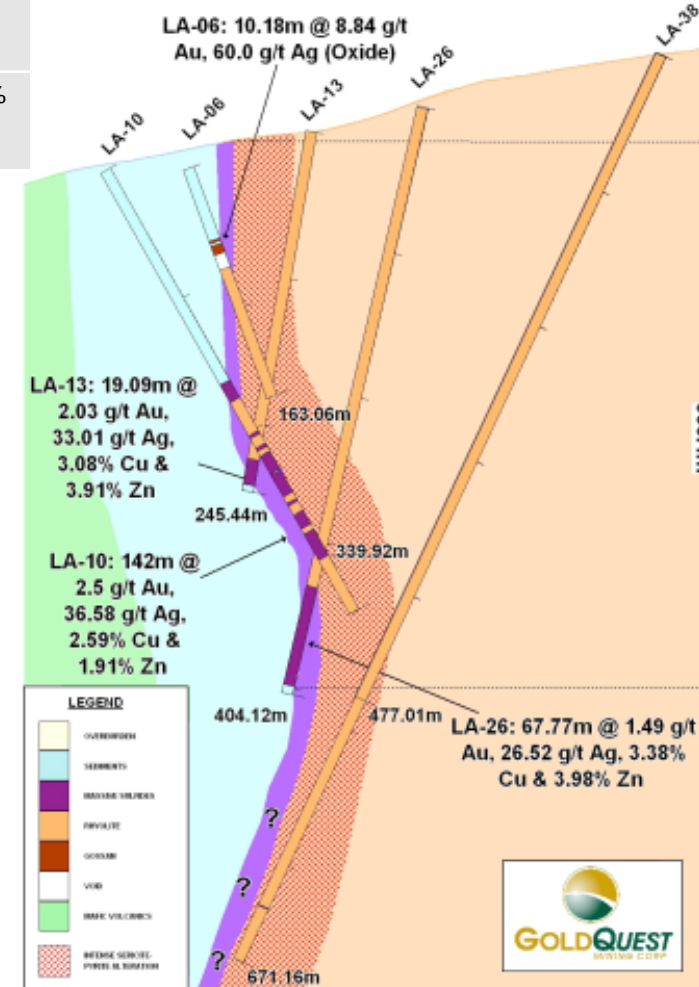 %
LA-06: 10.18m @ 8.84 g/t
Au, 60.0 g/t Ag (Oxide)
LA-10
LA-06
LA-13
LA-26
LA-38
LA-13: 19.09m @
2.03 g/t Au,
33.01 g/t Ag,
3.08% Cu &
3.91% Zn
163.06m
245.44m
339.92m
LA-10: 142m @
2.5 g/t Au,
36.58 g/t Ag,
2.59% Cu &
1.91% Zn
404.12m
477.01m
LA-26: 67.77m @ 1.49 g/t
Au, 26.52 g/t Ag, 3.38%
Cu & 3.98% Zn
LEGEND
OVERBURDEN
SEDIMENTS
MASSIVE SULFIDES
RHYOLITE
GOSSAN
VOID
MAFIC VOLCANICS
INTENSE SERICITE-
PYRITE ALTERATION
?
?
?
671.16m
GOLDQUEST
MINING CORP